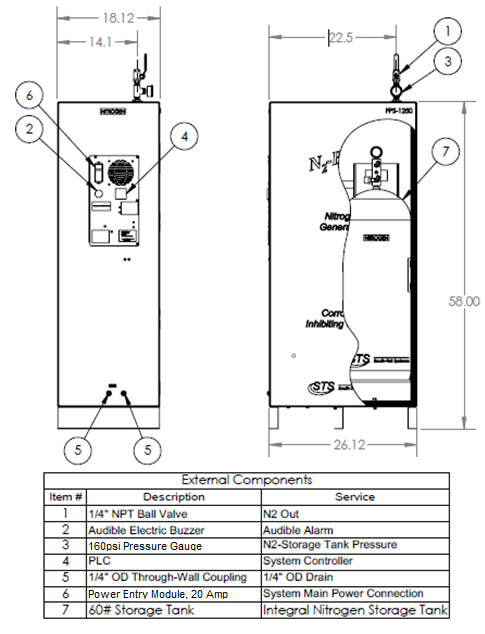 18.12
14.1
22.5
1
3
6
2
4
7
NITROGEN
PPS-1250
Nitrog
Gener
NITROGEN
58.00
Corro
Inhibiting
STS
STS
5
5
26.12
External Components
Item # Description Service
1 1/4" NPT Ball Valve N2 Out
2 Audible Electric Buzzer Audible Alarm
3 160psi Pressure Gauge N2-Storage Tank Pressure
4 PLC System Controller
5 1/4" OD Through-Wall Coupling 1/4" OD Drain
6 Power Entry Module, 20 Amp System Main Power Connection
7 60# Storage Tank Integral Nitrogen Storage Tank